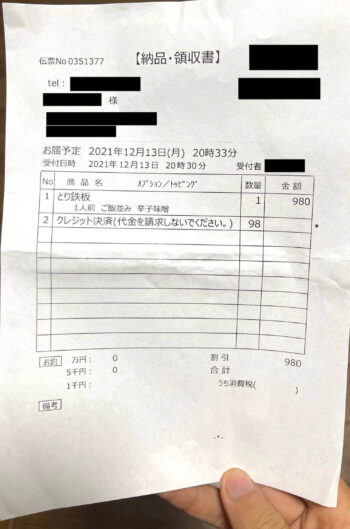 【納品・領収書】
伝票No 0351377
tel:
様
お届予定 2021年12月13日(月) 20時33分
受付日時 2021年12月13日 20時30分 受付者
No 商品名 オプション/トッピング 数量 金額
1 とり鉄板 1 980
1人前 ご飯並み 辛子味噌
2 クレジット決済(代金を請求しないでください。) 98
お釣 万円: 0 割引 980
5千円: 0 合計
1千円: うち消費税( )
備考